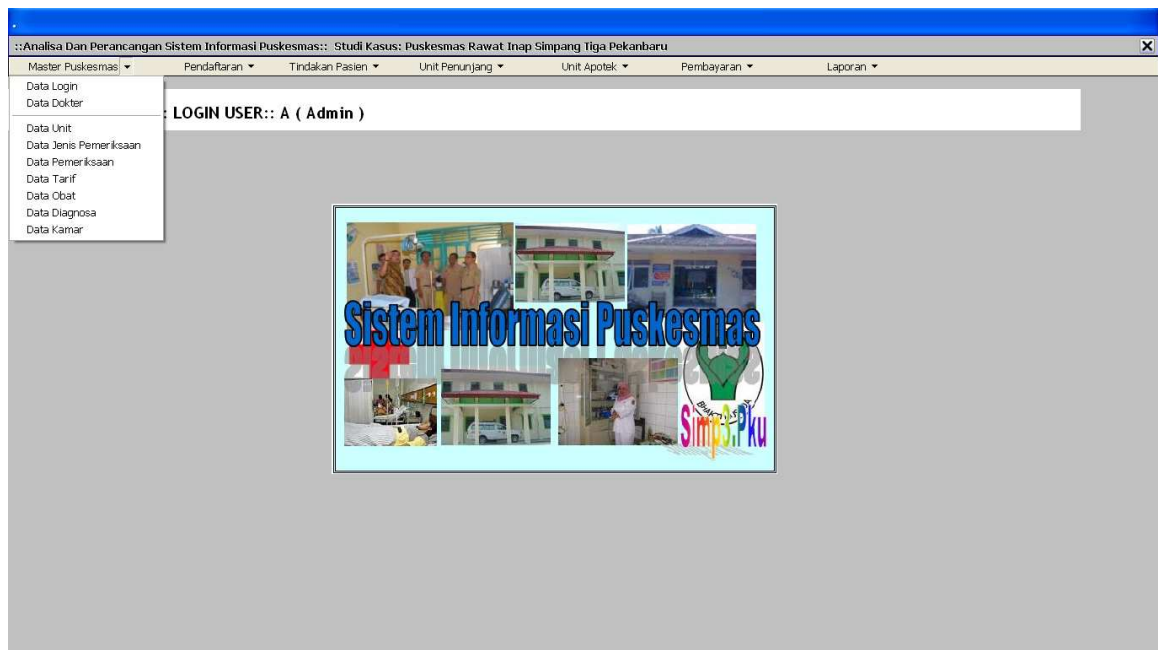 ::Analisa Dan Perancangan Sistem Informasi Puskesmas:: Studi Kasus: Puskesmas Rawat Inap Simpang Tiga Pekanbaru
Master Puskesmas Pendaftaran Tindakan Pasien Unit Penunjang Unit Apotek Pembayaran Laporan
Data Login
Data Dokter
Data Unit
Data Jenis Pemeriksaan
Data Pemeriksaan
Data Tarif
Data Obat
Data Diagnosa
Data Kamar
: LOGIN USER:: A ( Admin )
Sistem Informasi Puskesmas
Simp3.Pku